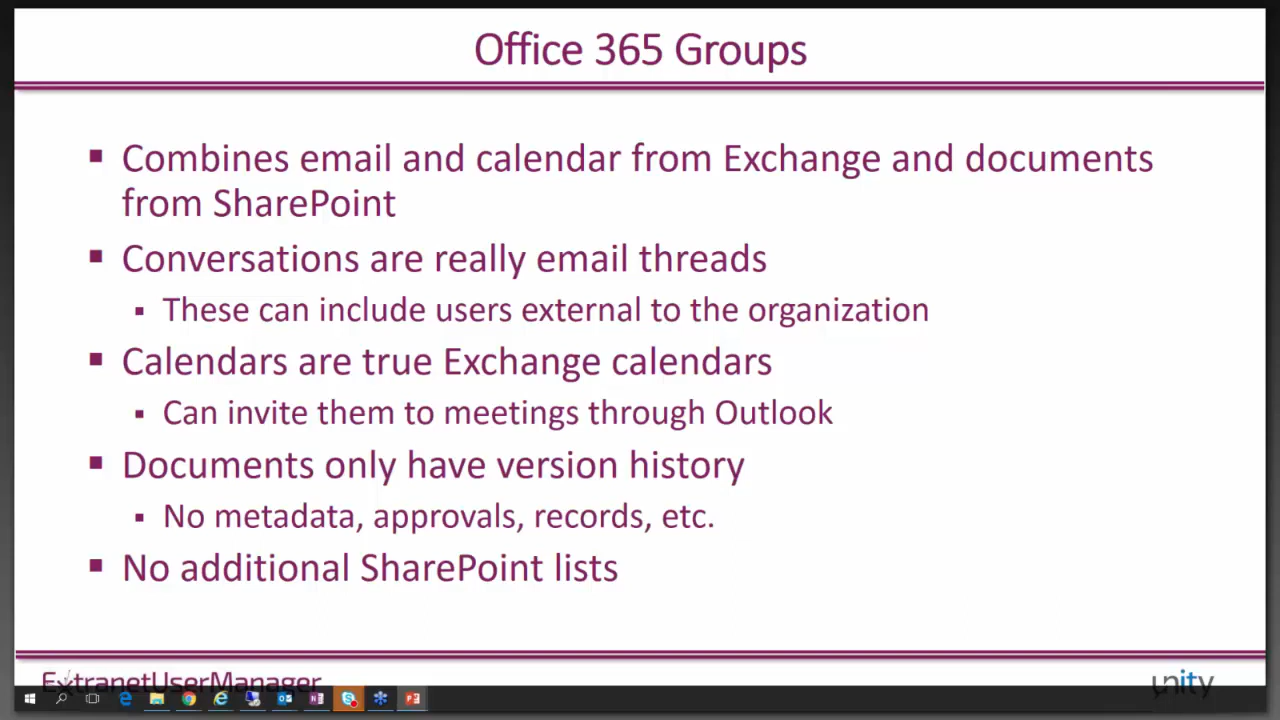 Office 365 Groups
Combines email and calendar from Exchange and documents
from SharePoint
Conversations are really email threads
These can include users external to the organization
Calendars are true Exchange calendars
Can invite them to meetings through Outlook
Documents only have version history
No metadata, approvals, records, etc.
No additional SharePoint lists
ExtranetUserManager
unity